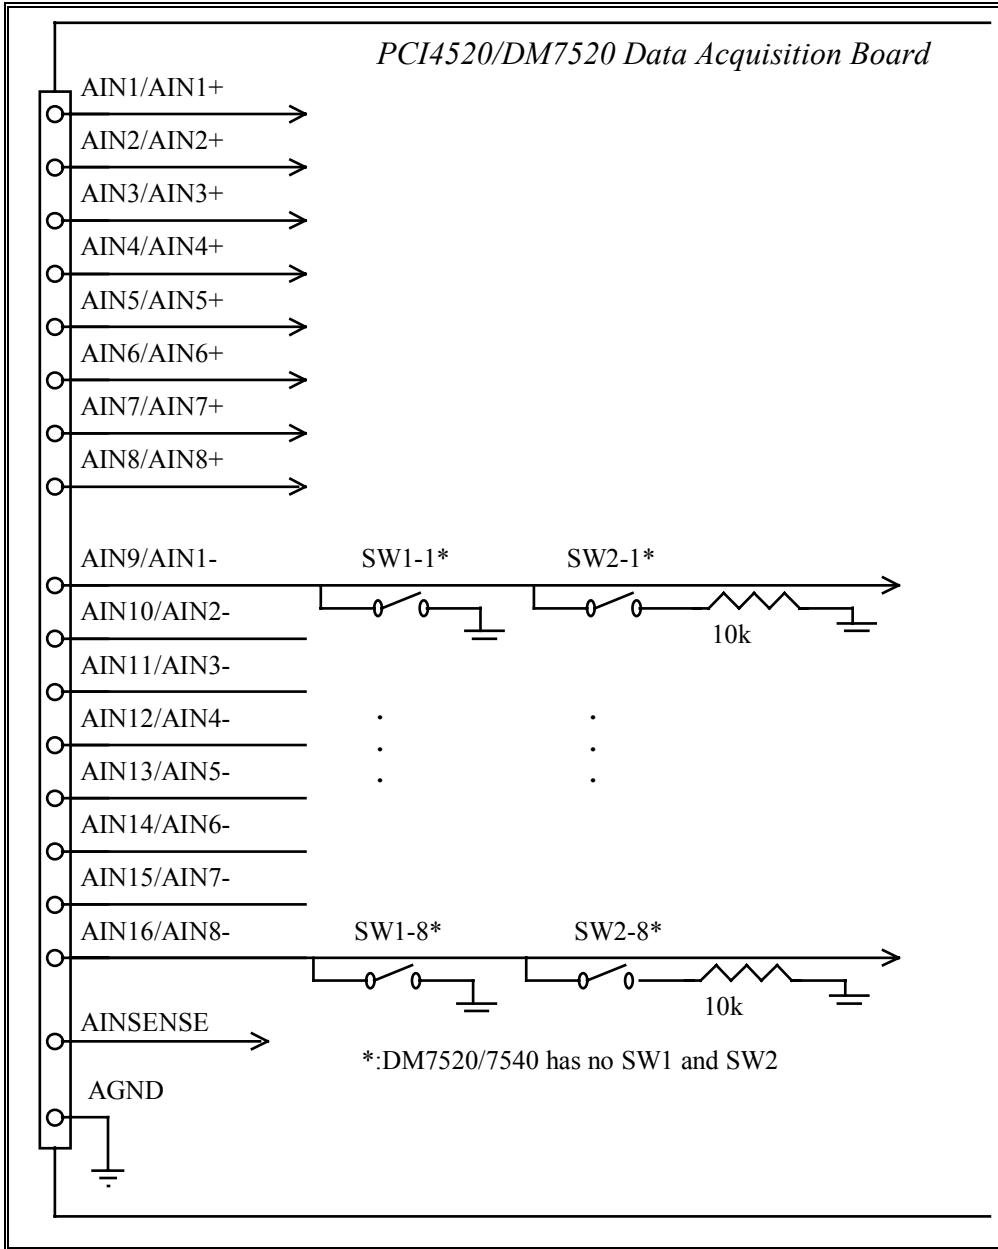 PCI4520/DM7520 Data Acquisition Board
AIN1/AIN1+
AIN2/AIN2+
AIN3/AIN3+
AIN4/AIN4+
AIN5/AIN5+
AIN6/AIN6+
AIN7/AIN7+
AIN8/AIN8+
AIN9/AIN1- SW1-1* SW2-1*
AIN10/AIN2- 10k
AIN11/AIN3-
AIN12/AIN4-
AIN13/AIN5-
AIN14/AIN6-
AIN15/AIN7-
AIN16/AIN8- SW1-8* SW2-8*
10k
AINSENSE
*:DM7520/7540 has no SW1 and SW2
AGND